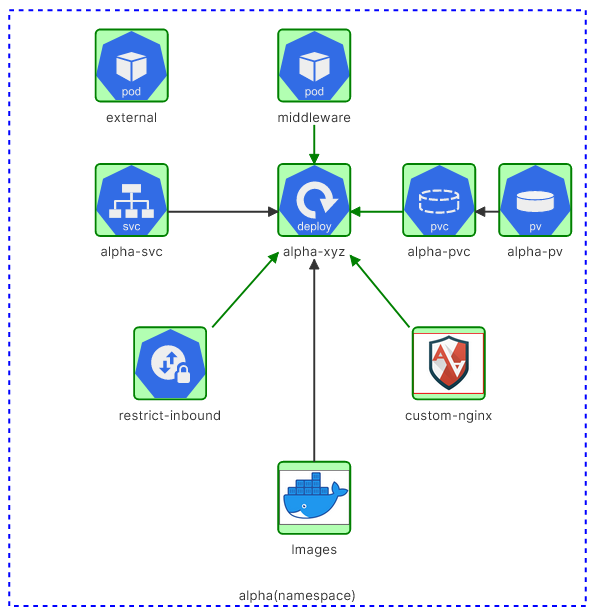 pod
pod
external
middleware
svc
deploy
pvc
pv
alpha-svc
alpha-xyz
alpha-pvc
alpha-pv
restrict-inbound
custom-nginx
Images
alpha(namespace)